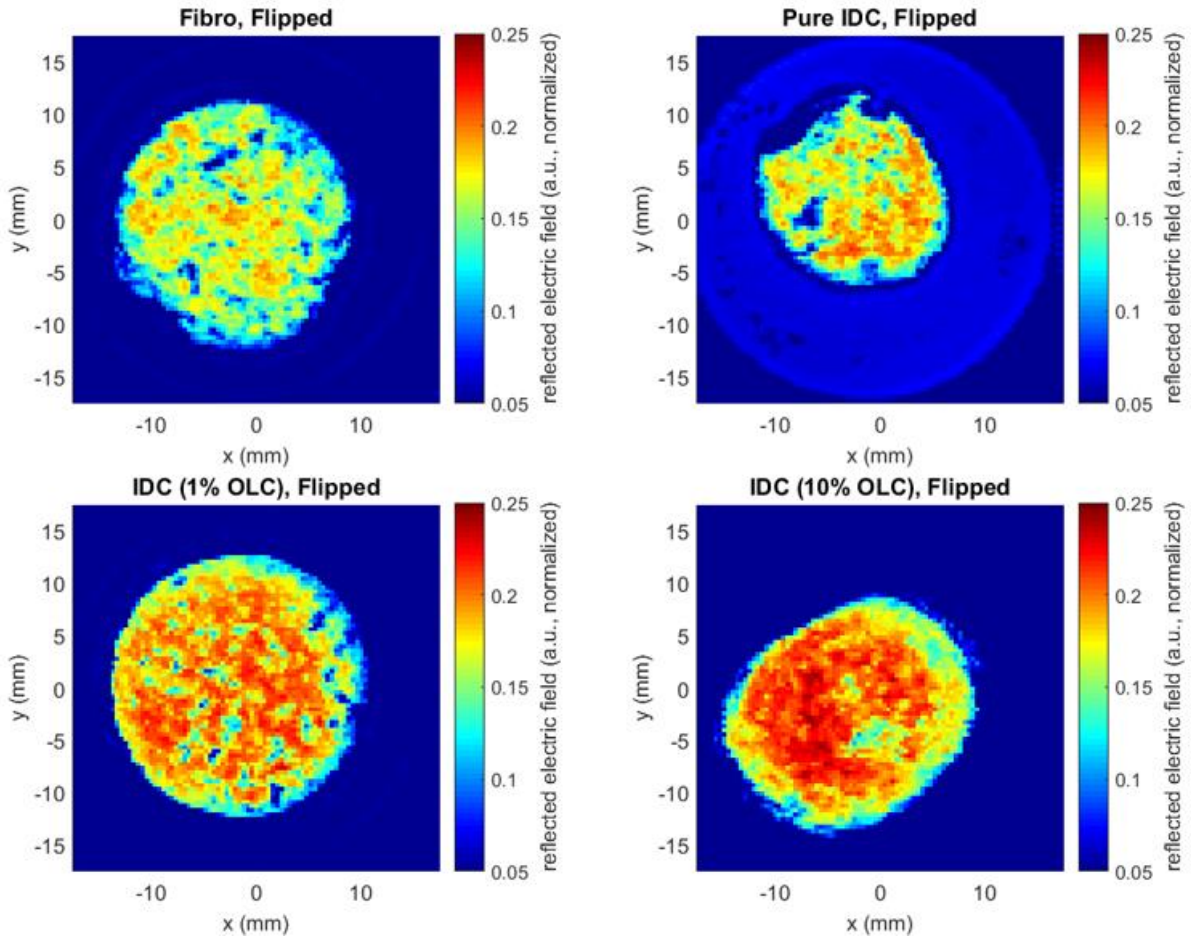 Fibro, Flipped
15
10
5
0
-5
-10
-15
y (mm)
-10 0 10
x (mm)
0.25
0.2
0.15
0.1
0.05
reflected electric field (a.u., normalized)
Pure IDC, Flipped
15
10
5
0
-5
-10
-15
y (mm)
-10 0 10
x (mm)
0.25
0.2
0.15
0.1
0.05
reflected electric field (a.u., normalized)
IDC (1% OLC), Flipped
15
10
5
0
-5
-10
-15
y (mm)
-10 0 10
x (mm)
0.25
0.2
0.15
0.1
0.05
reflected electric field (a.u., normalized)
IDC (10% OLC), Flipped
15
10
5
0
-5
-10
-15
y (mm)
-10 0 10
x (mm)
0.25
0.2
0.15
0.1
0.05
reflected electric field (a.u., normalized)